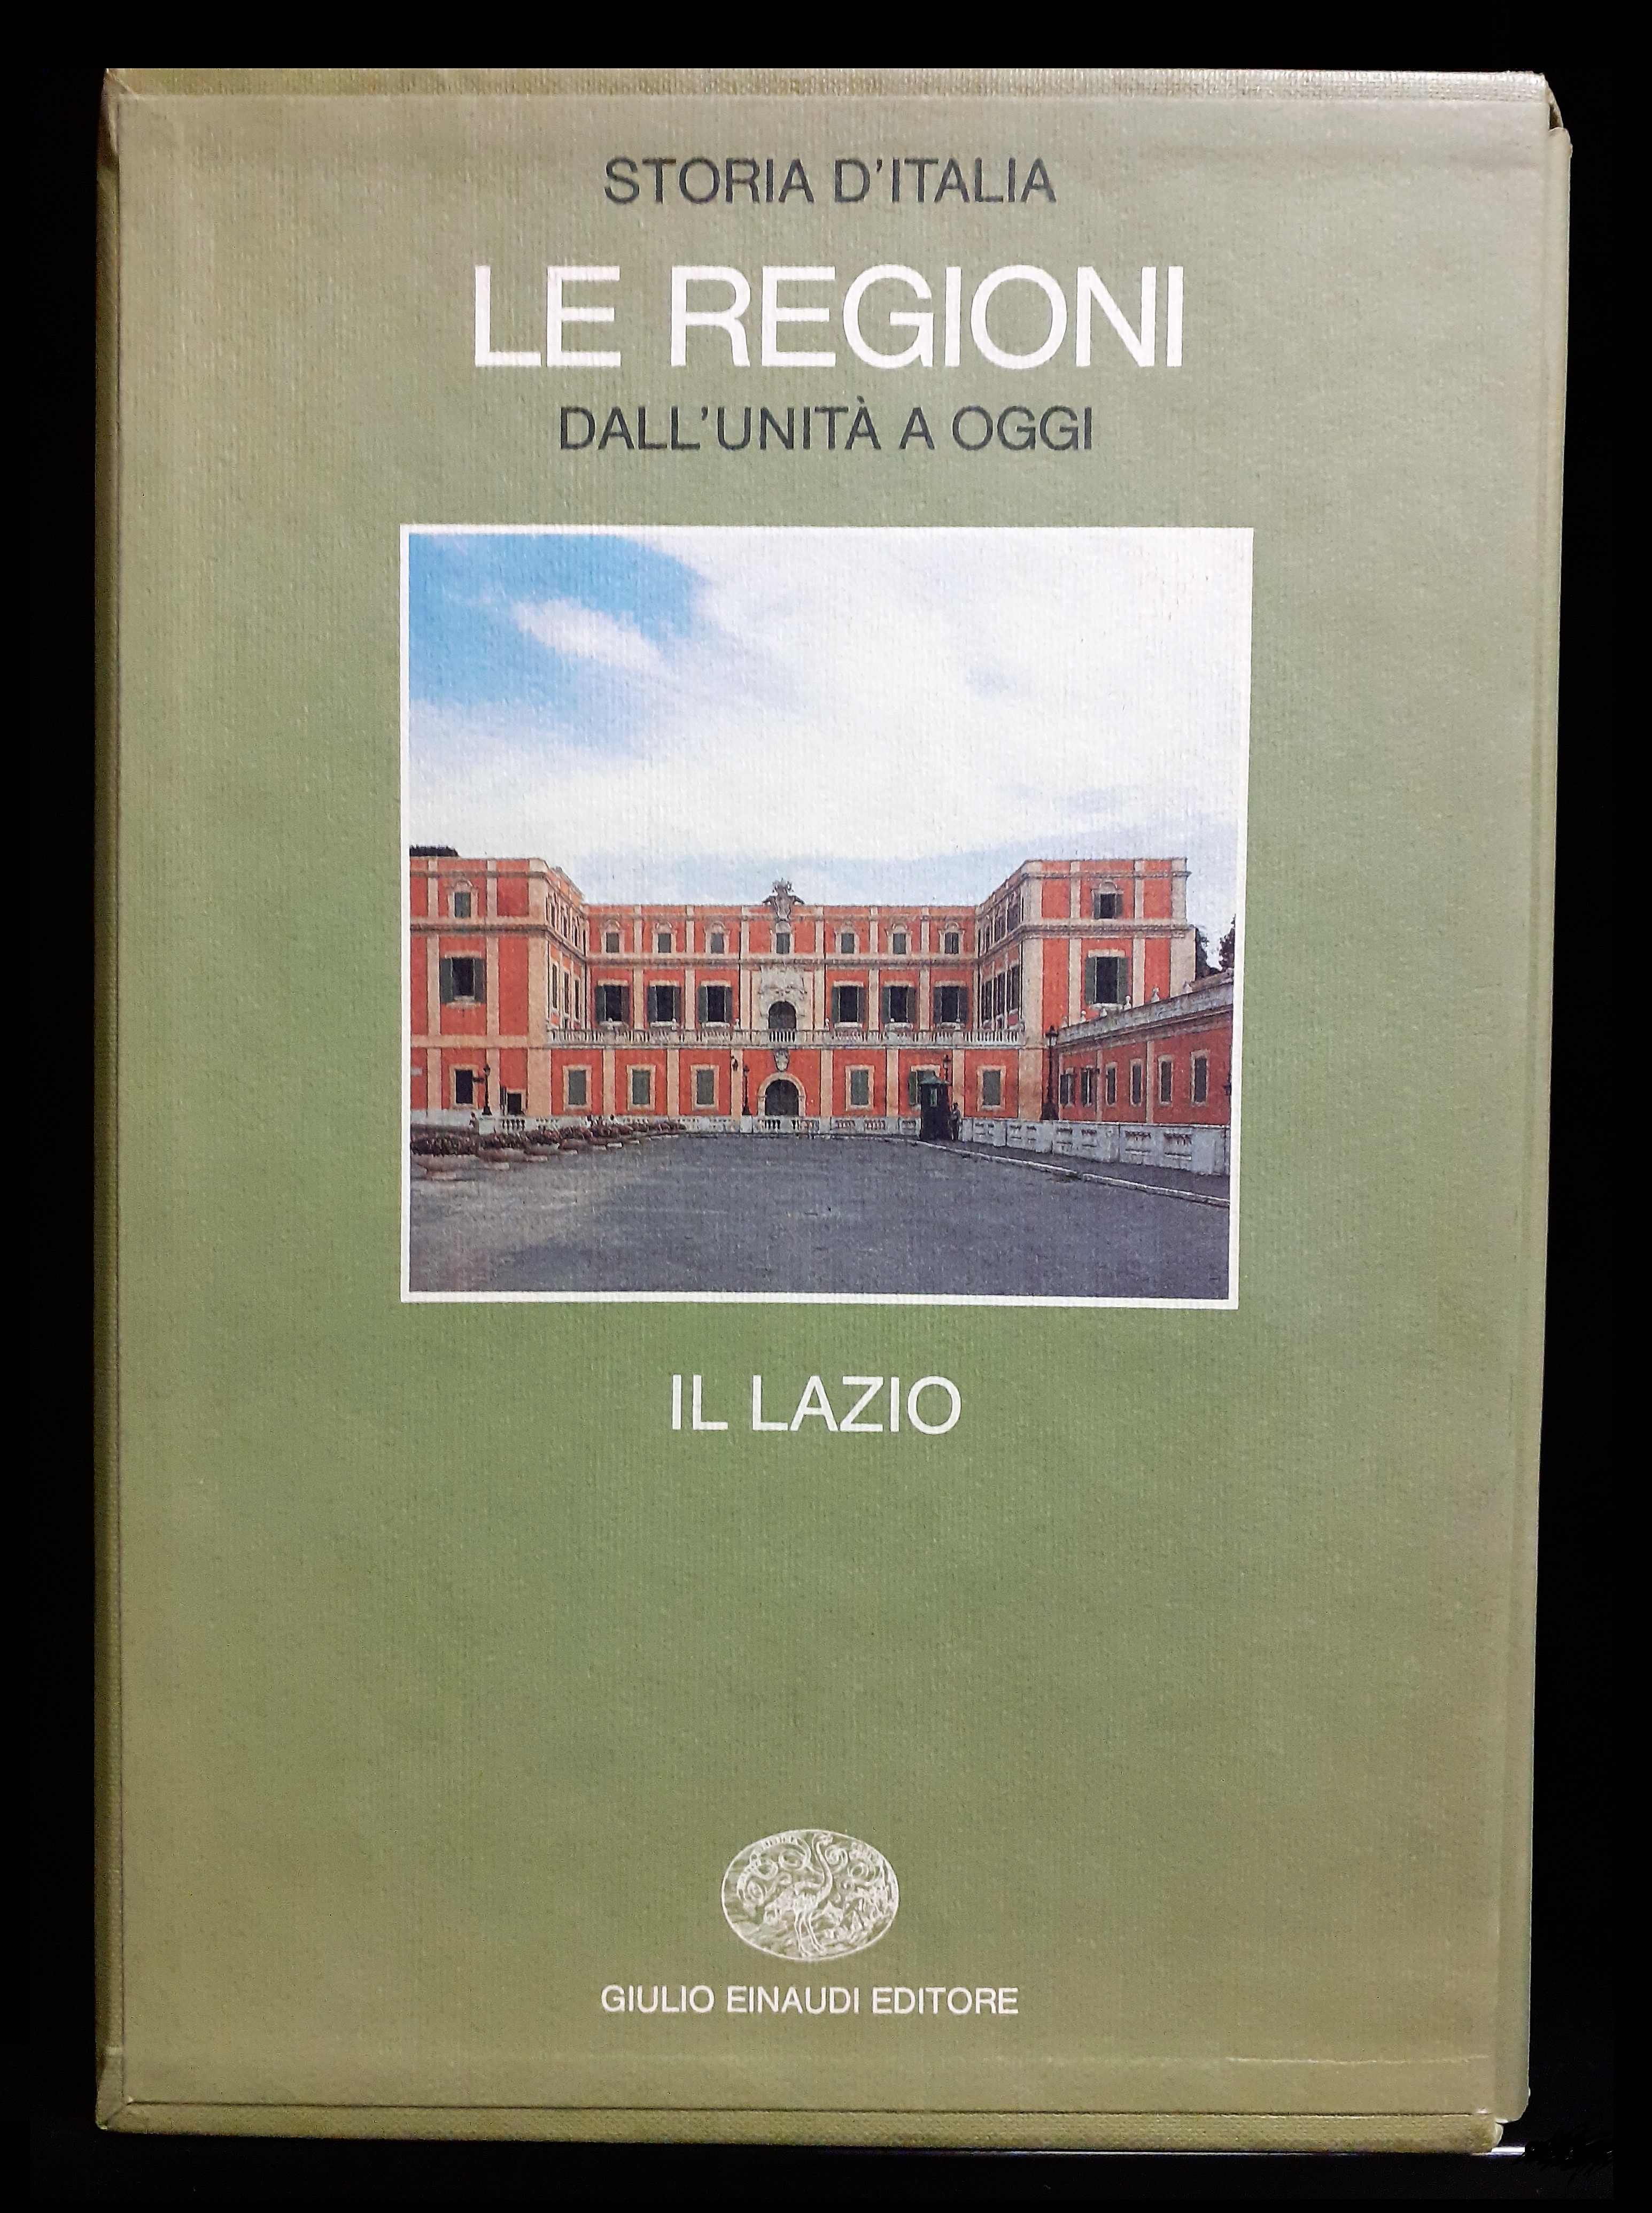 STORIA D'ITALIA
LE REGIONI
DALL'UNITÀ A OGGI
IL LAZIO
GIULIO EINAUDI EDITORE